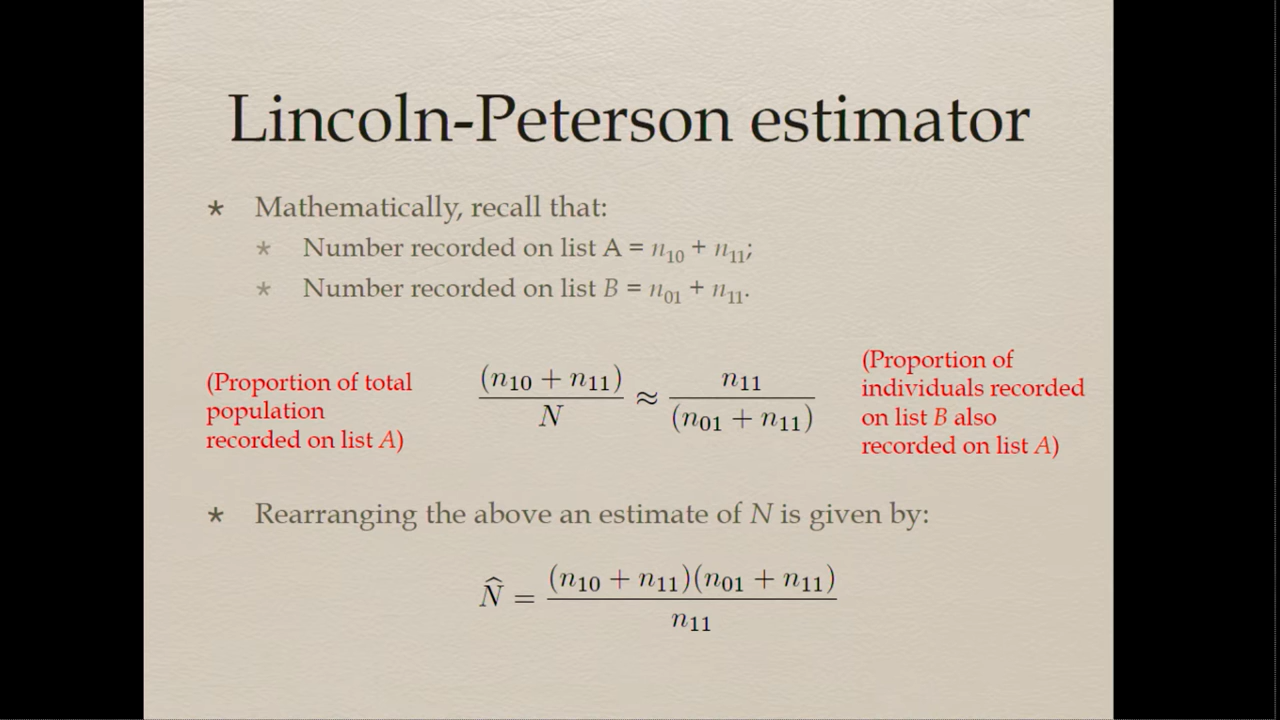 Lincoln-Peterson estimator
* Mathematically, recall that:
* Number recorded on list A = n₁₀ + n₁₁;
* Number recorded on list B = n₀₁ + n₁₁.
(Proportion of total
population
recorded on list A)
(n₁₀ + n₁₁) / N ≈ n₁₁ / (n₀₁ + n₁₁)
(Proportion of
individuals recorded
on list B also
recorded on list A)
* Rearranging the above an estimate of N is given by:
N̂ = (n₁₀ + n₁₁)(n₀₁ + n₁₁) / n₁₁